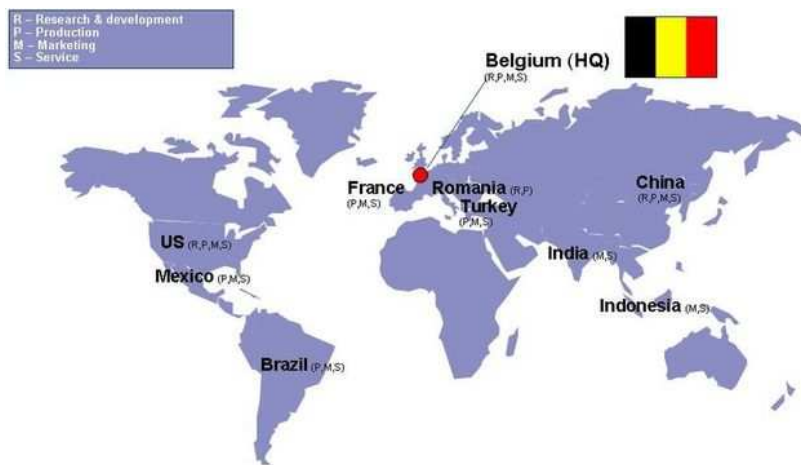 R – Research & development
P – Production
M – Marketing
S – Service
Belgium (HQ)
(R,P,M,S)
France
(P,M,S)
Romania (R,P)
Turkey
(P,M,S)
China
(R,P,M,S)
US (R,P,M,S)
India (M,S)
Mexico (P,M,S)
Indonesia (M,S)
Brazil (P,M,S)